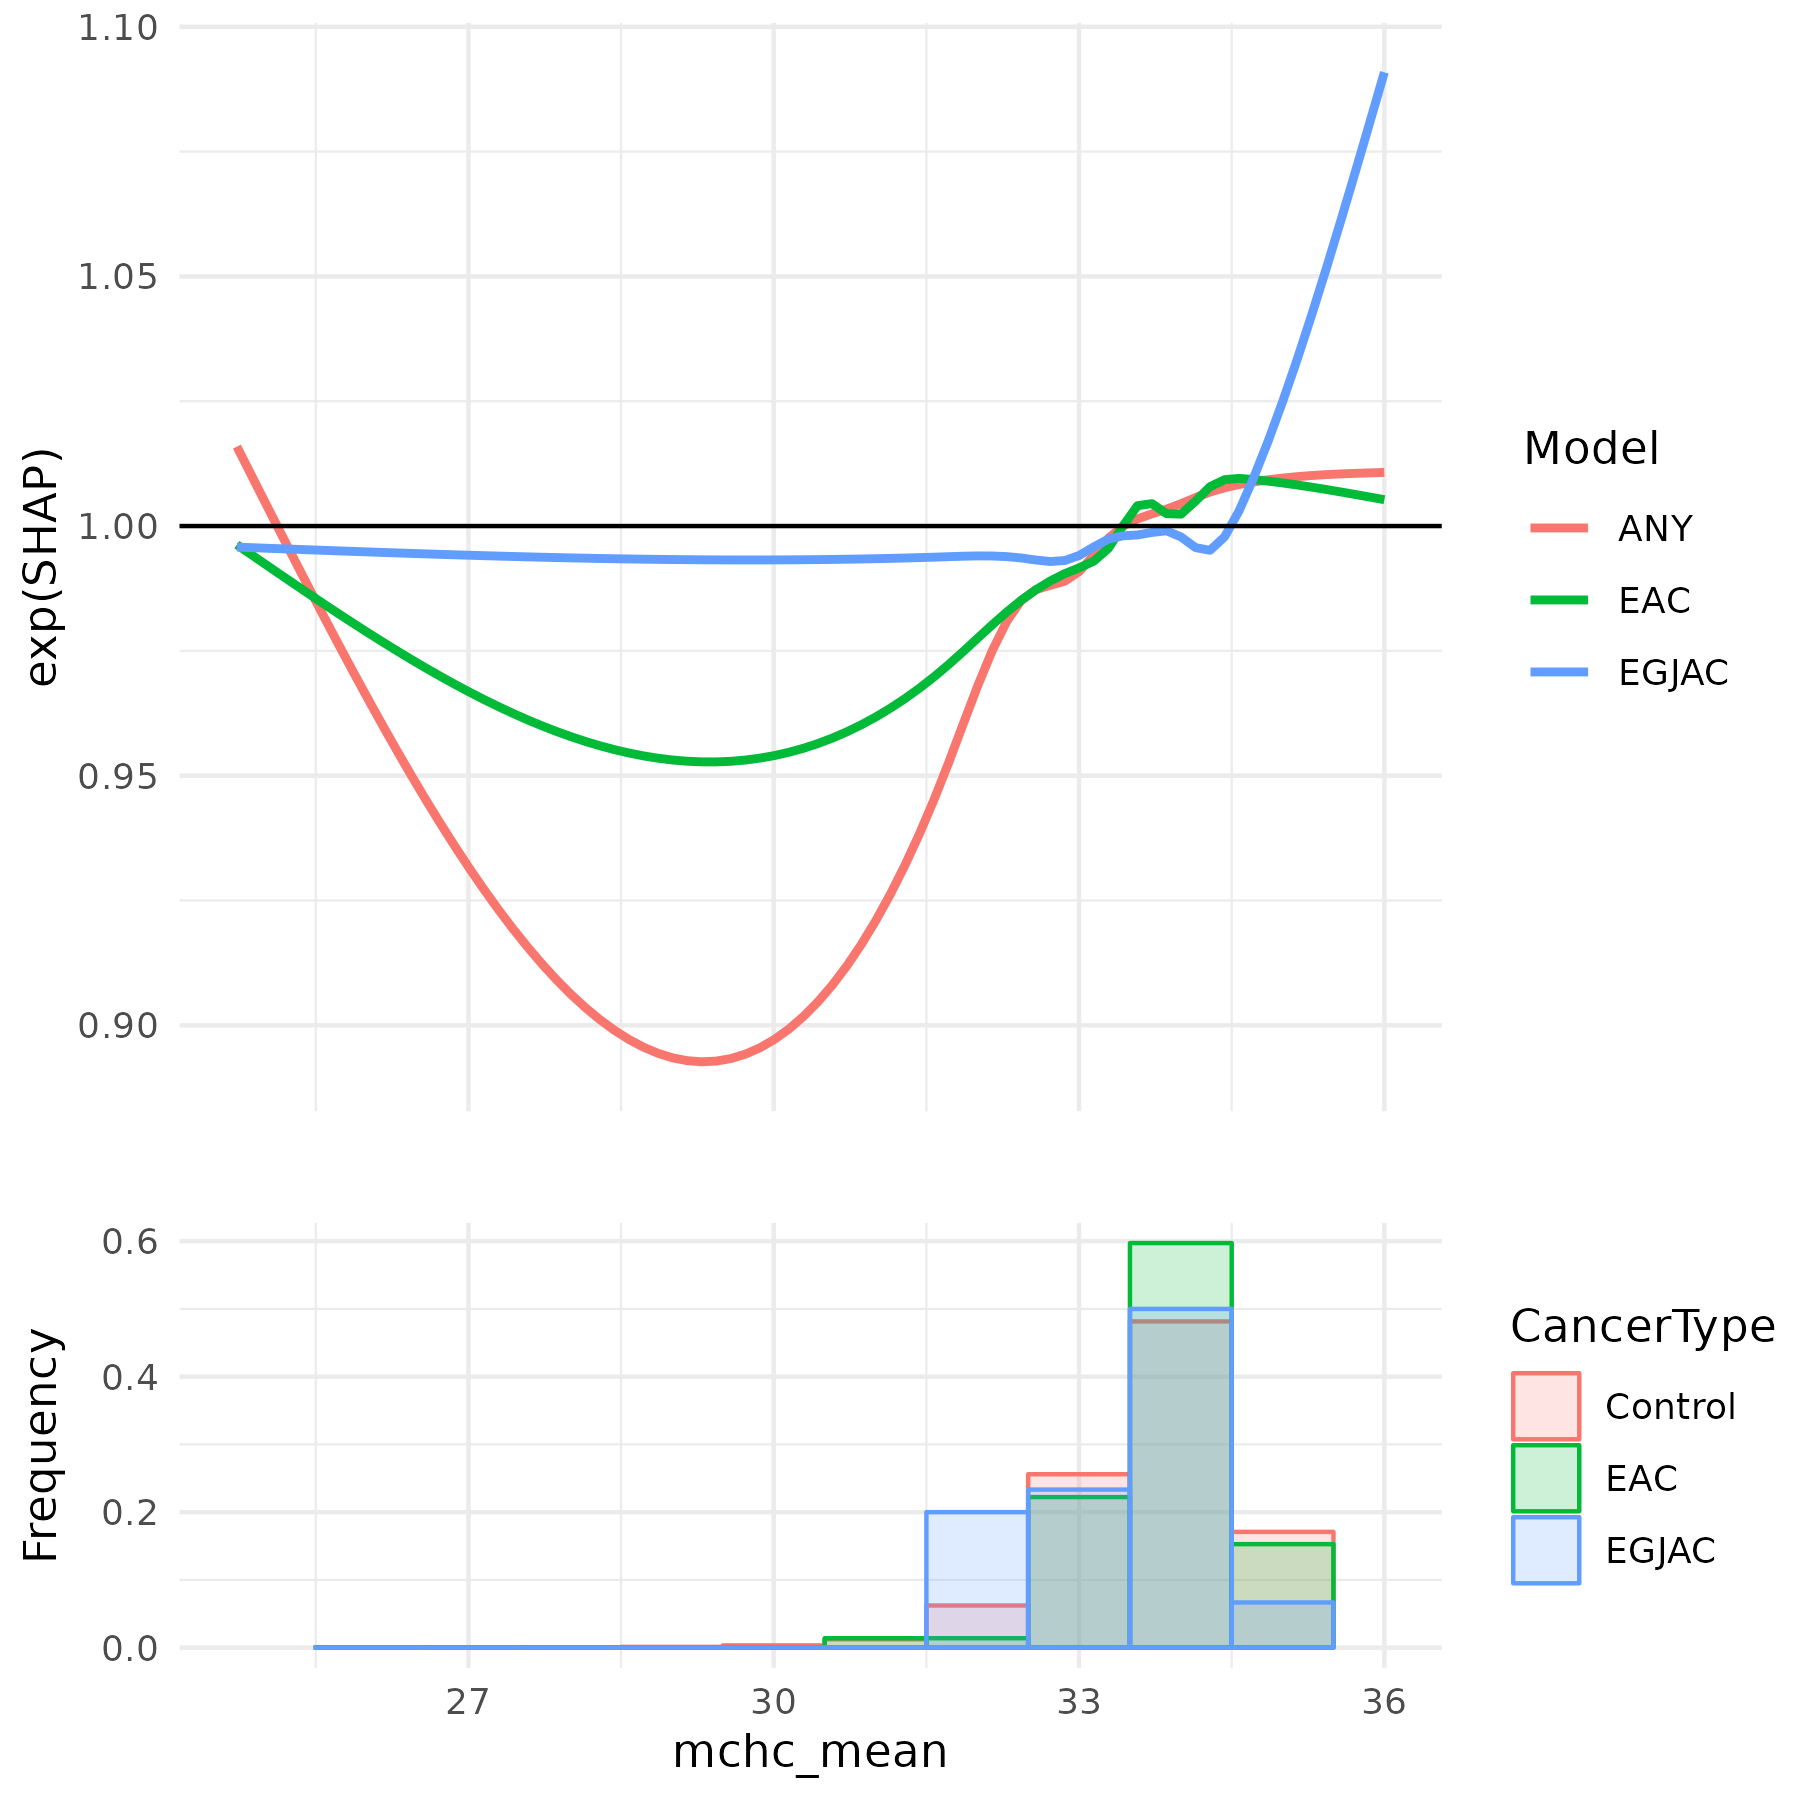 1.10
1.05
1.00
0.95
0.90
exp(SHAP)
Model
ANY
EAC
EGJAC
0.6
0.4
0.2
0.0
Frequency
27 30 33 36
mchc_mean
CancerType
Control
EAC
EGJAC